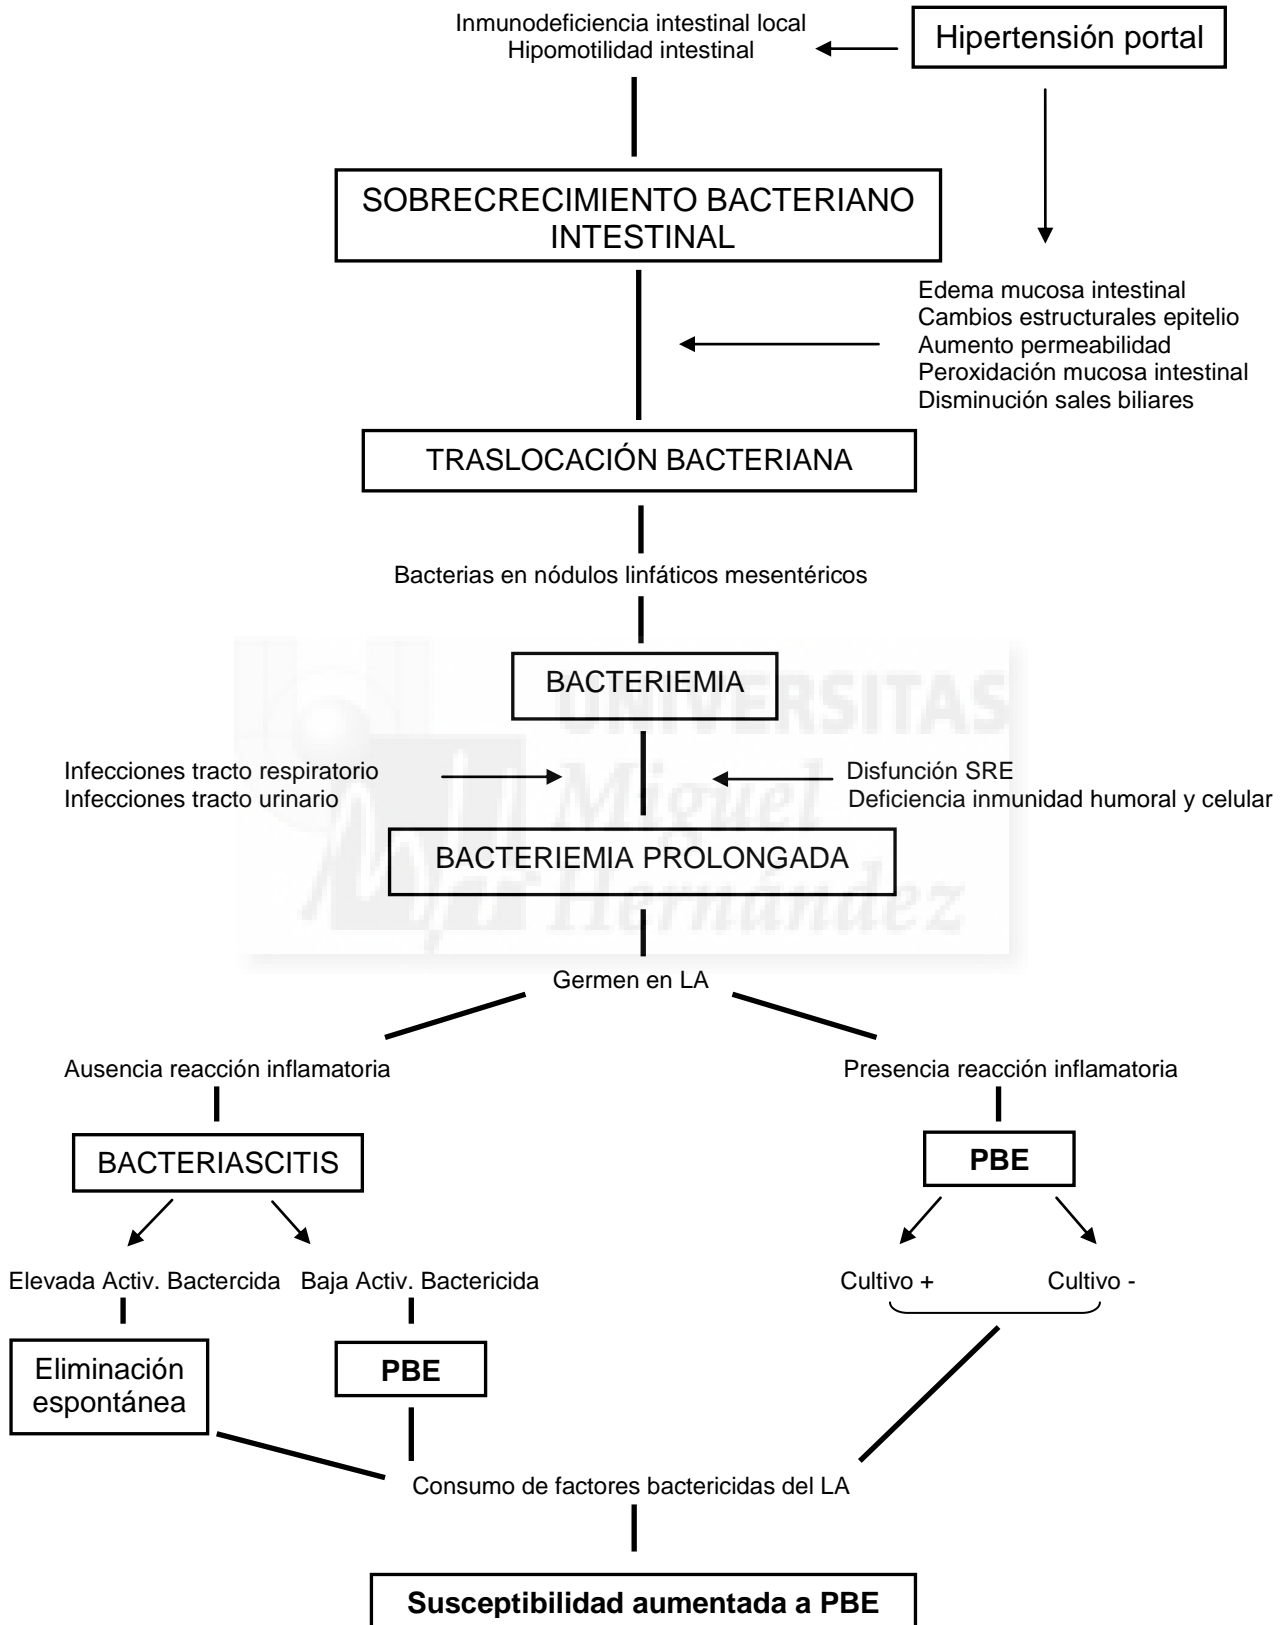 Inmunodeficiencia intestinal local
Hipomotilidad intestinal
Hipertensión portal
SOBRECRECIMIENTO BACTERIANO
INTESTINAL
Edema mucosa intestinal
Cambios estructurales epitelio
Aumento permeabilidad
Peroxidación mucosa intestinal
Disminución sales biliares
TRASLOCACIÓN BACTERIANA
Bacterias en nódulos linfáticos mesentéricos
BACTERIEMIA
UNIVERSITAS
Miguel
Hernández
Infecciones tracto respiratorio
Infecciones tracto urinario
Disfunción SRE
Deficiencia inmunidad humoral y celular
BACTERIEMIA PROLONGADA
Germen en LA
Ausencia reacción inflamatoria
Presencia reacción inflamatoria
BACTERIASCITIS
PBE
Elevada Activ. Bactercida
Baja Activ. Bactericida
Cultivo +
Cultivo -
Eliminación
espontánea
PBE
Consumo de factores bactericidas del LA
Susceptibilidad aumentada a PBE